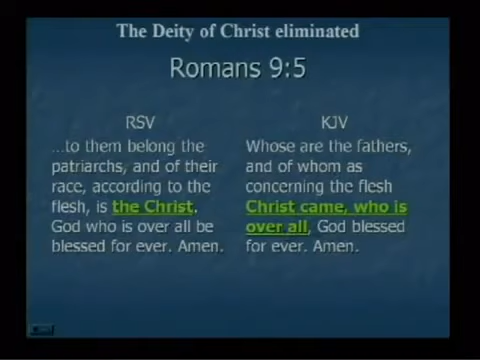 The Deity of Christ eliminated
Romans 9:5
RSV
...to them belong the
patriarchs, and of their
race, according to the
flesh, is the Christ.
God who is over all be
blessed for ever. Amen.
KJV
Whose are the fathers,
and of whom as
concerning the flesh
Christ came, who is
over all, God blessed
for ever. Amen.